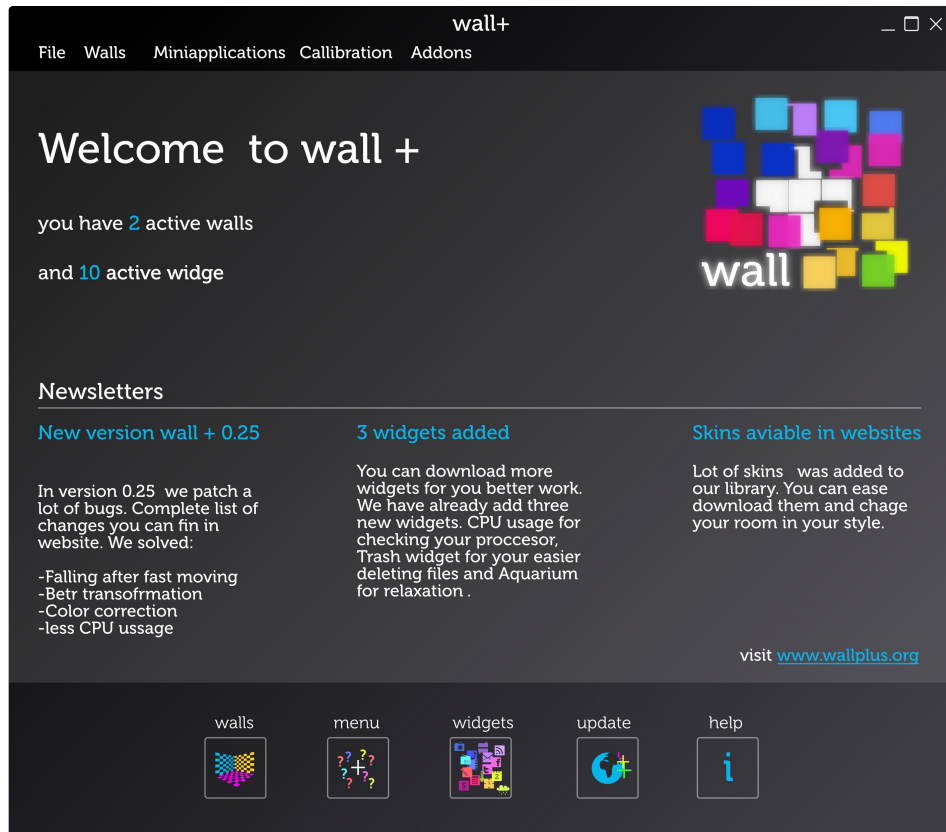 wall+
File Walls Miniapplications Callibration Addons
Welcome to wall +
you have 2 active walls
and 10 active widge
wall
Newsletters
New version wall + 0.25
In version 0.25 we patch a
lot of bugs. Complete list of
changes you can fin in
website. We solved:
-Falling after fast moving
-Betr transofrmation
-Color correction
-less CPU ussage
3 widgets added
You can download more
widgets for you better work.
We have already add three
new widgets. CPU usage for
checking your proccesor,
Trash widget for your easier
deleting files and Aquarium
for relaxation .
Skins aviable in websites
Lot of skins was added to
our library. You can ease
download them and chage
your room in your style.
visit www.wallplus.org
walls menu widgets update help